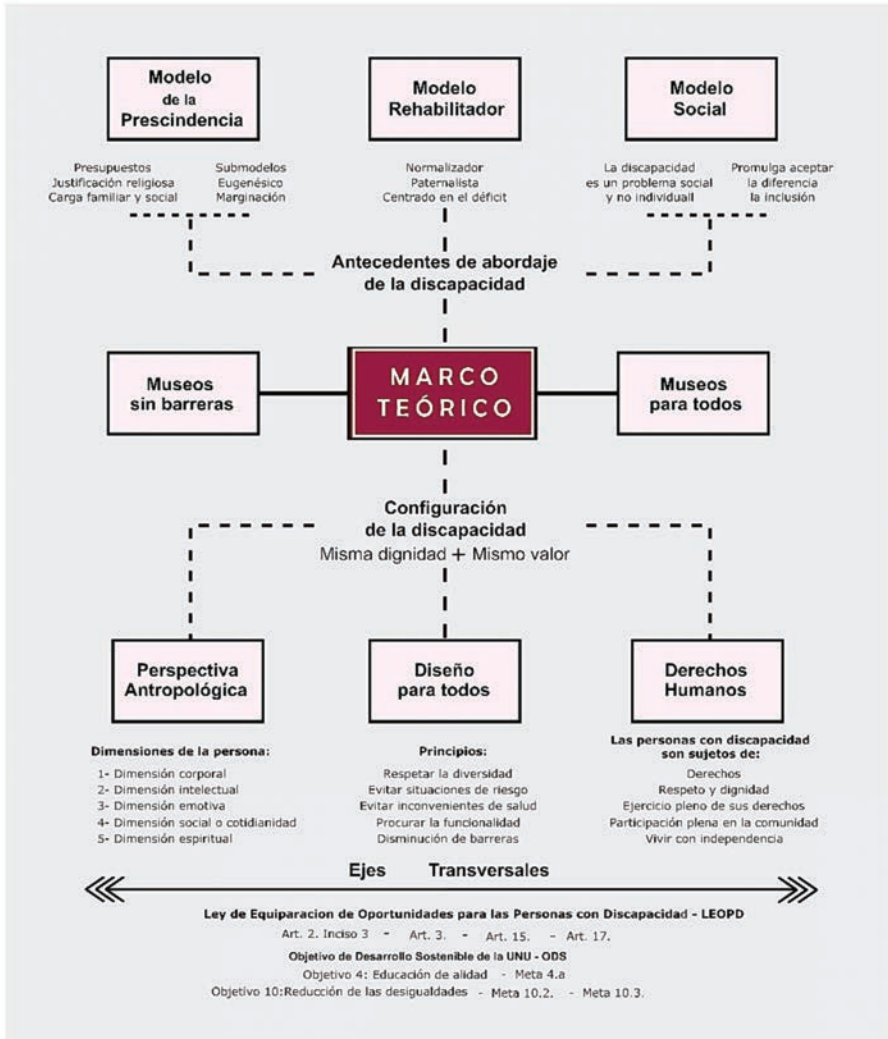 Modelo
de la
Prescindencia
Modelo
Rehabilitador
Modelo
Social
Presupuestos
Justificación religiosa
Carga familiar y social
Submodelos
Eugenésico
Marginación
Normalizador
Paternalista
Centrado en el déficit
La discapacidad
es un problema social
y no individuall
Promulga aceptar
la diferencia
la inclusión
Antecedentes de abordaje
de la discapacidad
Museos
sin barreras
MARCO
TEÓRICO
Museos
para todos
Configuración
de la discapacidad
Misma dignidad + Mismo valor
Perspectiva
Antropológica
Diseño
para todos
Derechos
Humanos
Dimensiones de la persona:
1- Dimensión corporal
2- Dimensión intelectual
3- Dimensión emotiva
4- Dimensión social o cotidianidad
5- Dimensión espiritual
Principios:
Respetar la diversidad
Evitar situaciones de riesgo
Evitar inconvenientes de salud
Procurar la funcionalidad
Disminución de barreras
Las personas con discapacidad
son sujetos de:
Derechos
Respeto y dignidad
Ejercicio pleno de sus derechos
Participación plena en la comunidad
Vivir con independencia
Ejes Transversales
Ley de Equiparacion de Oportunidades para las Personas con Discapacidad - LEOPD
Art. 2. Inciso 3 - Art. 3. - Art. 15. - Art. 17.
Objetivo de Desarrollo Sostenible de la UNU - ODS
Objetivo 4: Educación de alidad - Meta 4.a
Objetivo 10:Reducción de las desigualdades - Meta 10.2. - Meta 10.3.